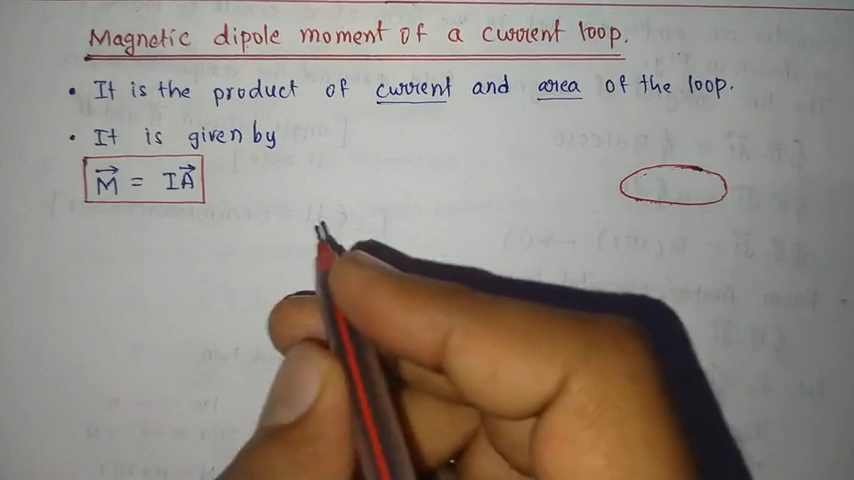 Magnetic dipole moment of a current loop.
• It is the product of current and area of the loop.
• It is given by
M⃗ = IA⃗